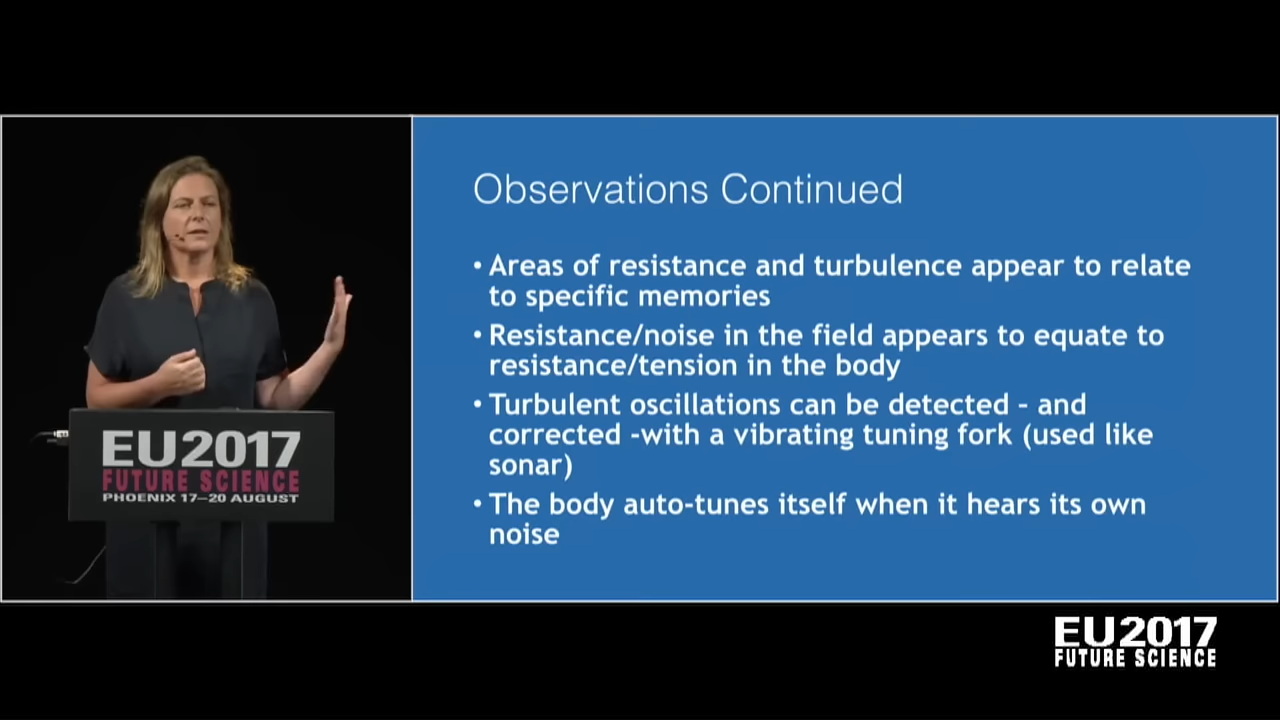 Observations Continued
• Areas of resistance and turbulence appear to relate
to specific memories
• Resistance/noise in the field appears to equate to
resistance/tension in the body
• Turbulent oscillations can be detected – and
corrected -with a vibrating tuning fork (used like
sonar)
• The body auto-tunes itself when it hears its own
noise
EU2017
FUTURE SCIENCE
PHOENIX 17–20 AUGUST
EU2017
FUTURE SCIENCE